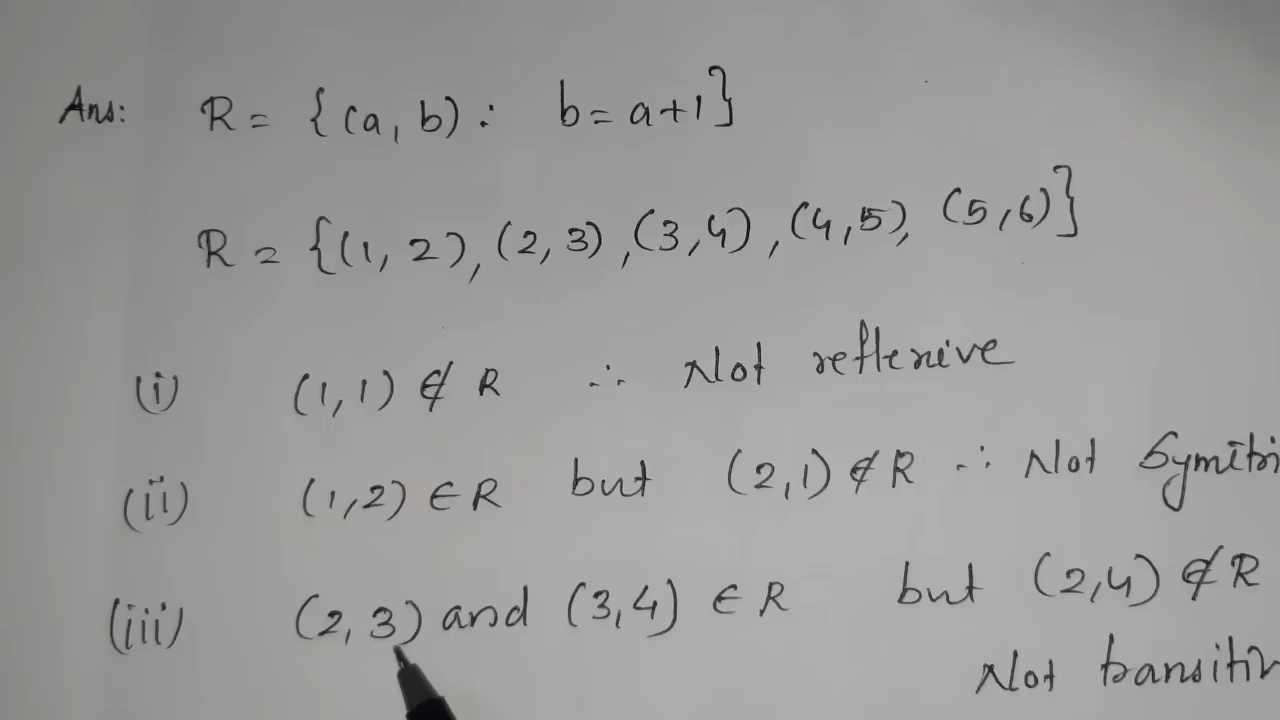 Ans: R = {(a, b) : b = a+1}
R = {(1, 2), (2, 3), (3, 4), (4, 5), (5, 6)}
(i) (1, 1) ∉ R ∴ Not reflexive
(ii) (1, 2) ∈ R but (2, 1) ∉ R ∴ Not
(iii) (2, 3) and (3, 4) ∈ R but (2, 4) ∉ R
Not